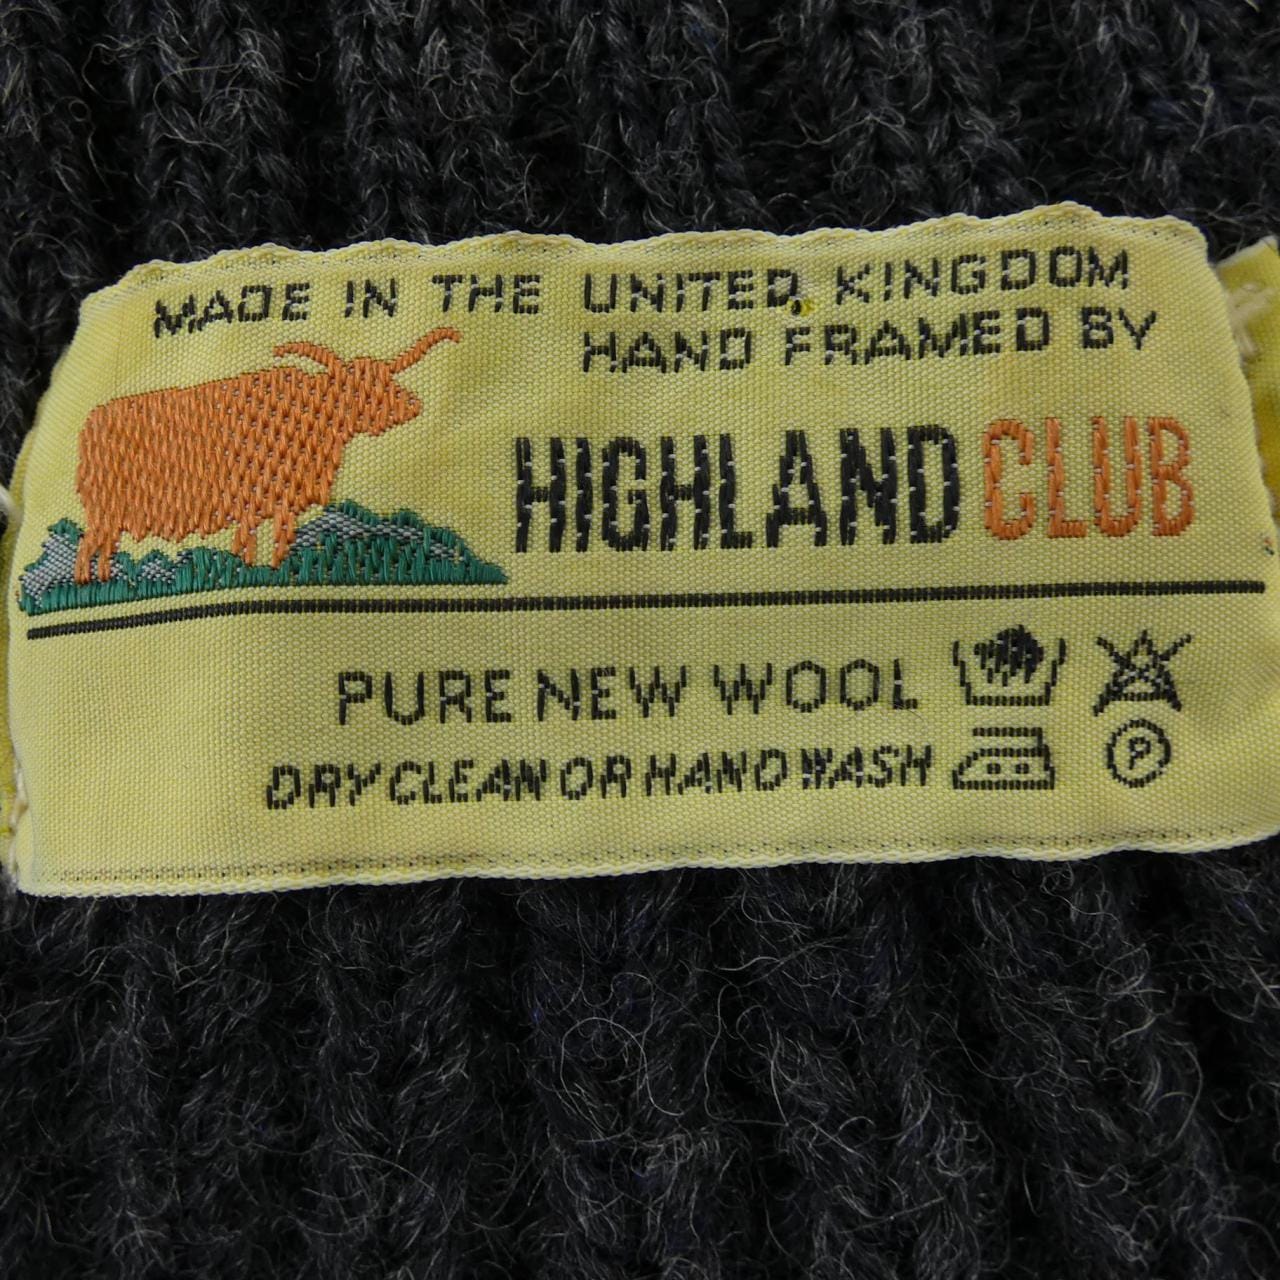 MADE IN THE UNITED KINGDOM
HAND FRAMED BY
HIGHLAND CLUB
PURE NEW WOOL
DRY CLEAN OR HAND WASH
P